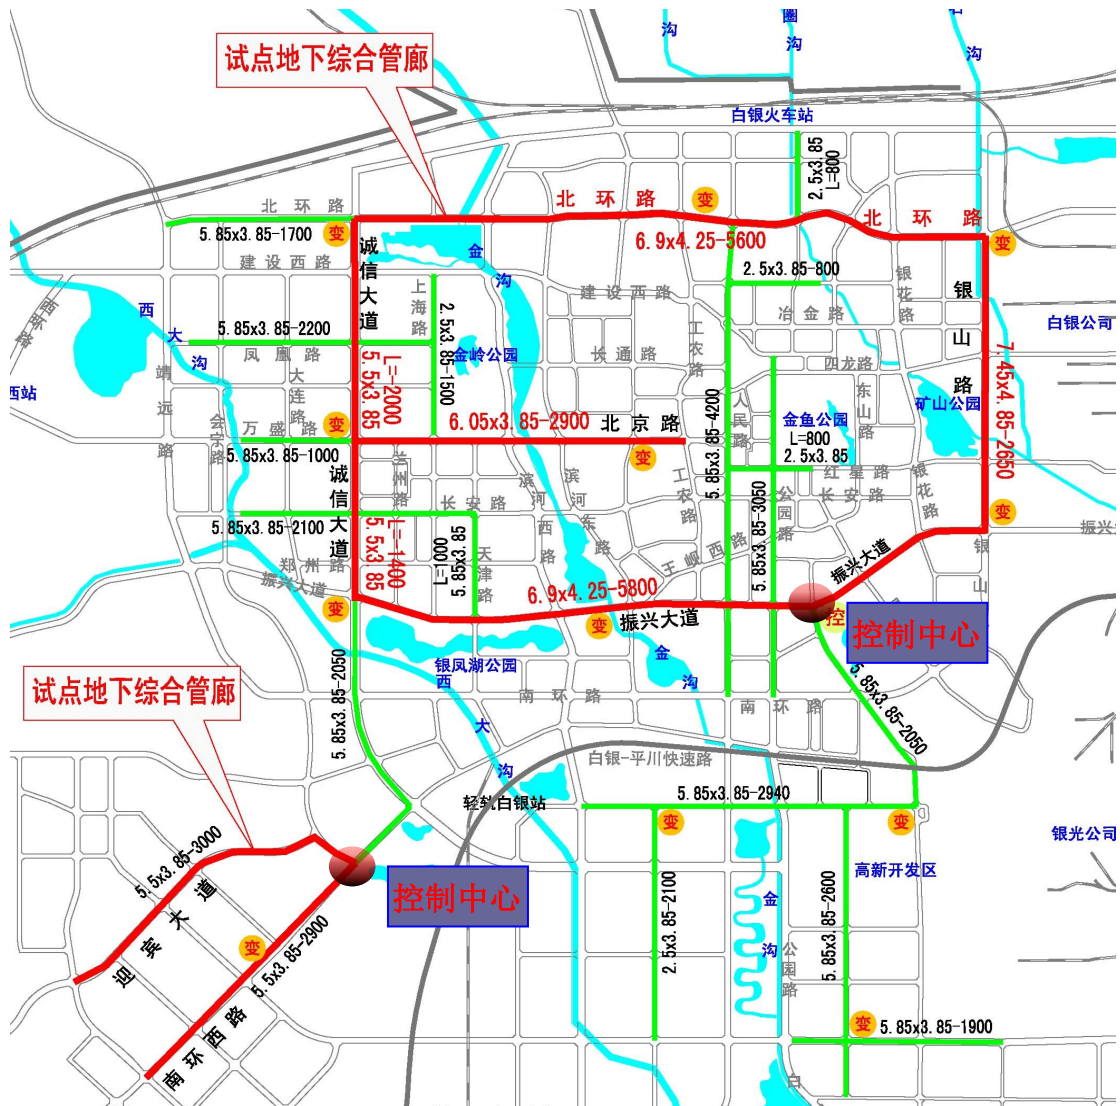 沟
圈
沟
石
沟
试点地下综合管廊
白银火车站
2.5x3.85
L=800
北环路
北环路
北环路
变
变
变
5.85x3.85-1700
6.9x4.25-5600
诚信大道
金沟
建设西路
2.5x3.85-800
银花路
银山路
上海路
建设西路
冶金路
西环路
西大沟
5.85x3.85-2200
2.5x3.85-1500
工农路
白银公司
凤凰路
金岭公园
长通路
四龙路
7.45x4.85-2650
西站
靖远路
大连路
L=-2000
5.5x3.85
5.85x3.85-4200
人民路
东山路
矿山公园
会宁路
万盛路
变
6.05x3.85-2900
北京路
金鱼公园
L=800
2.5x3.85
5.85x3.85-1000
变
兰州路
诚信大道
滨河西路
滨河东路
工农路
红星路
银花路
长安路
长安路
公园路
变
5.85x3.85-2100
L=-1400
5.5x3.85
L=1000
5.85x3.85
天津路
王岘西路
5.85x3.85-3050
振兴大道
振兴
银山
郑州路
振兴大道
变
6.9x4.25-5800
变
振兴大道
控
控制中心
试点地下综合管廊
5.85x3.85-2050
银凤湖公园
西大沟
金沟
南环路
南环路
5.85x3.85-2050
白银-平川快速路
轻轨白银站
5.85x3.85-2940
变
变
银光公司
5.5x3.85-3000
控制中心
高新开发区
迎宾大道
变
5.5x3.85-2900
2.5x3.85-2100
金沟
公园路
5.85x3.85-2600
南环西路
变
5.85x3.85-1900
白